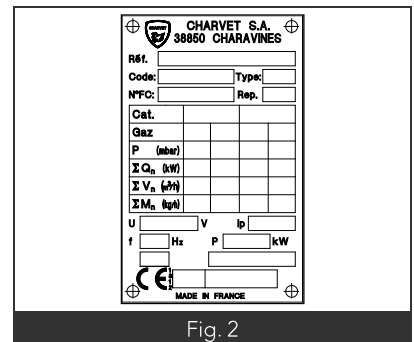 CHARVET
CHARVET S.A.
38850 CHARAVINES
Réf.
Code: Type:
N°FC: Rep.
Cat.
Gaz
P (mbar)
ΣQn (kW)
ΣVn (m³/h)
ΣMn (kg/h)
U V Ip
f Hz P kW
CE
MADE IN FRANCE
Fig. 2